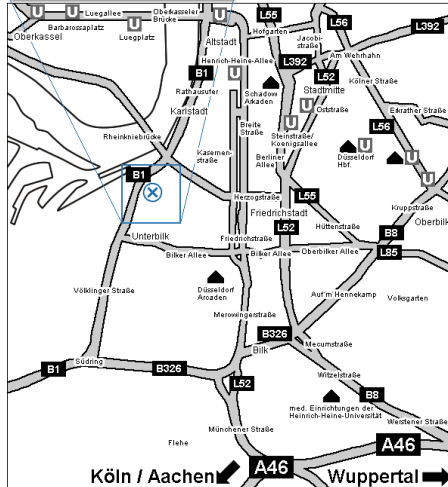 U
U
Luegallee
Oberkasseler
Brücke
U
Barbarossaplatz
Oberkassel
U
Luegplatz
Altstadt
L55
Hofgarten
Jacobi-
straße
L56
L392
Am Wehrhahn
Heinrich-Heine-Allee
U
L392
B1
Rathausufer
Karlstadt
Schadow
Arkaden
L52
Stadtmitte
Kölner Straße
U
Oststraße
Erkrather Straße
Breite
Straße
U
Steinstraße/
Koenigsallee
L56
Rheinkniebrücke
Kasernen-
straße
Berliner
Allee
U
Düsseldorf
Hbf.
U
U
B1
Herzogstraße
L55
Friedrichstadt
Kruppstraße
Oberbilk
L52
Hüttenstraße
B8
Unterbilk
Friedrichstraße
L85
Bilker Allee
Bilker Allee
Oberbilker Allee
Völklinger Straße
Düsseldorf
Arcaden
Auf'm Hennekamp
Volksgarten
Merowingerstraße
B326
Bilk
Mecumstraße
Südring
B1
B326
Witzelstraße
L52
B8
med. Einrichtungen der
Heinrich-Heine-Universität
Werstener Straße
Münchener Straße
Flehe
A46
A46
Köln / Aachen
Wuppertal